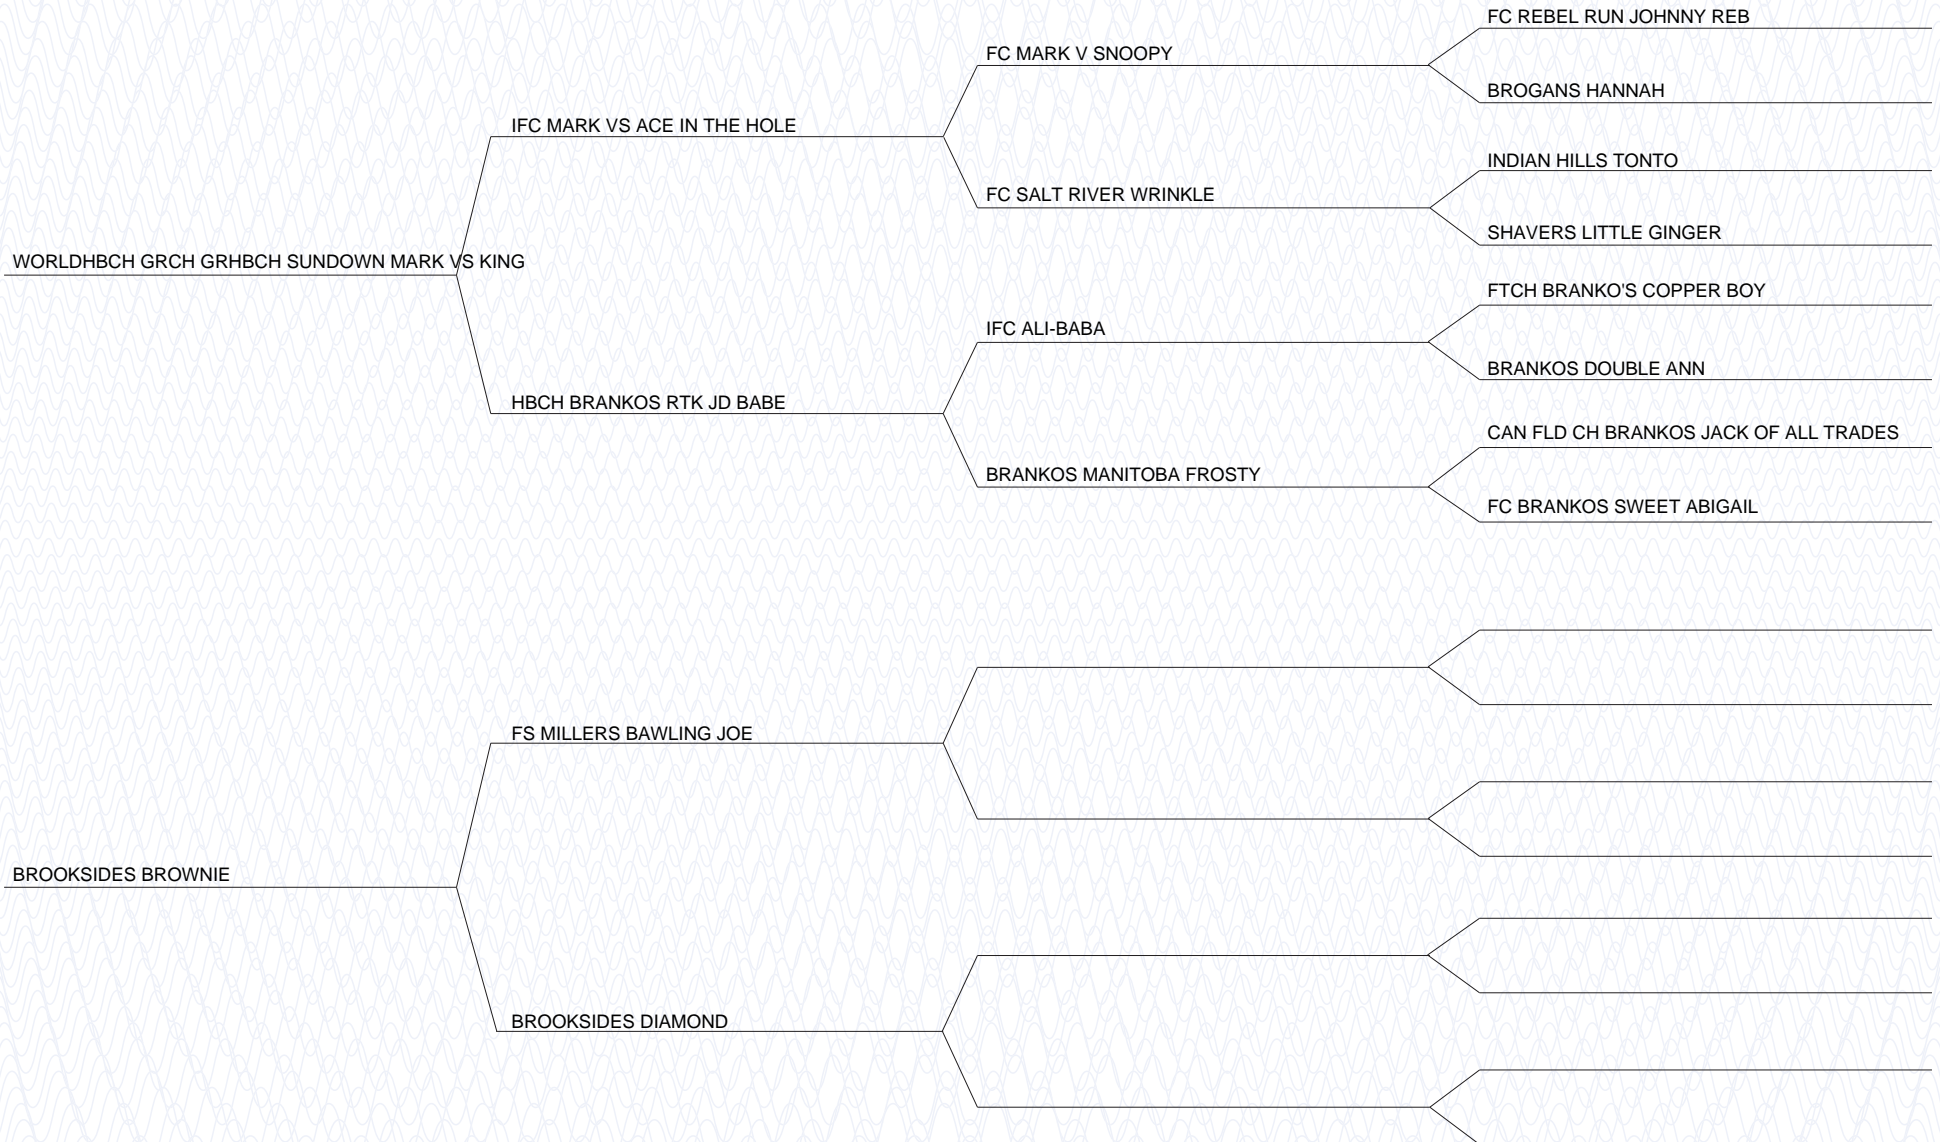 FC REBEL RUN JOHNNY REB
FC MARK V SNOOPY
BROGANS HANNAH
IFC MARK VS ACE IN THE HOLE
INDIAN HILLS TONTO
FC SALT RIVER WRINKLE
SHAVERS LITTLE GINGER
WORLDHBCH GRCH GRHBCH SUNDOWN MARK VS KING
FTCH BRANKO'S COPPER BOY
IFC ALI-BABA
BRANKOS DOUBLE ANN
HBCH BRANKOS RTK JD BABE
CAN FLD CH BRANKOS JACK OF ALL TRADES
BRANKOS MANITOBA FROSTY
FC BRANKOS SWEET ABIGAIL
FS MILLERS BAWLING JOE
BROOKSIDES BROWNIE
BROOKSIDES DIAMOND